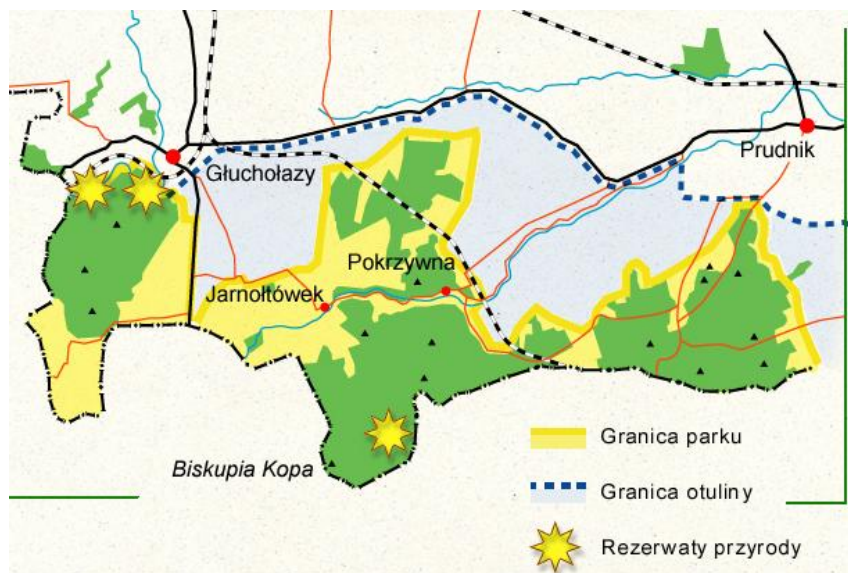 Głuchołazy
Prudnik
Pokrzywna
Jarnołtówek
Biskupia Kopa
Granica parku
Granica otuliny
Rezerwaty przyrody